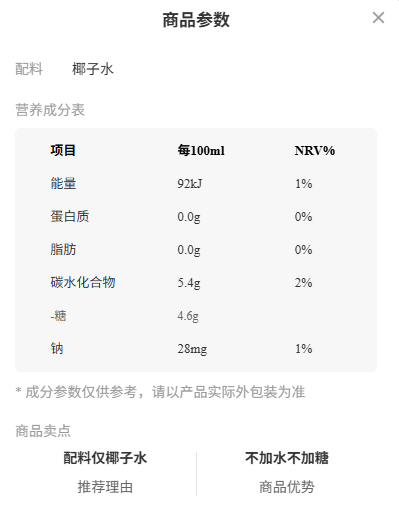 商品参数 ×
配料 椰子水
营养成分表
项目 每100ml NRV%
能量 92kJ 1%
蛋白质 0.0g 0%
脂肪 0.0g 0%
碳水化合物 5.4g 2%
-糖 4.6g
钠 28mg 1%
* 成分参数仅供参考，请以产品实际外包装为准
商品卖点
配料仅椰子水 不加水不加糖
推荐理由 商品优势